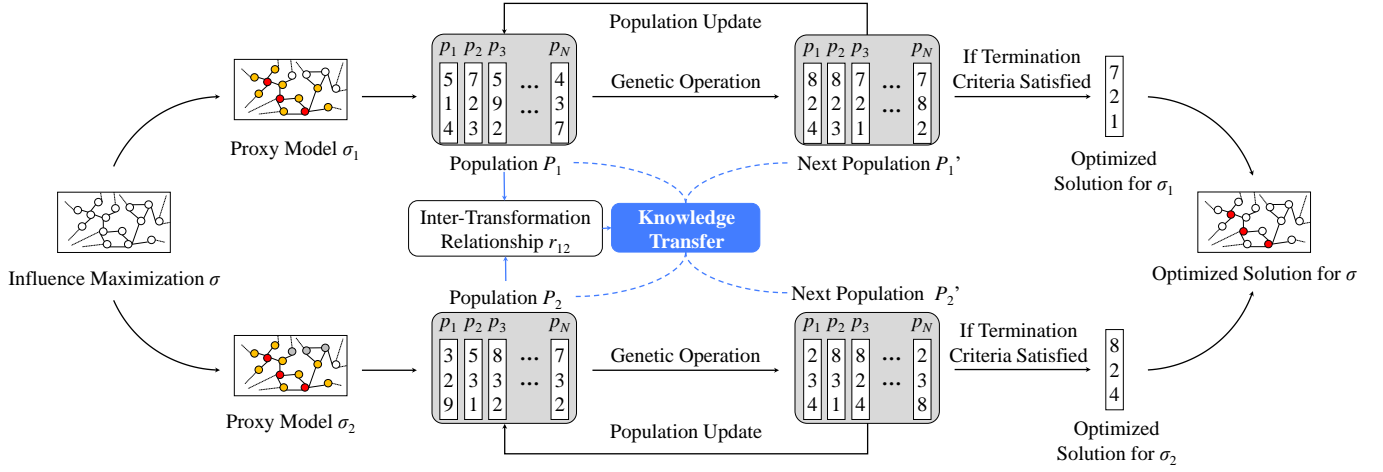 Population Update
p1 p2 p3 pN
5 7 5 ... 4
1 2 9 ... 3
4 3 2 7
Genetic Operation
p1 p2 p3 pN
8 8 7 ... 7
2 2 2 ... 8
4 3 1 2
If Termination
Criteria Satisfied
7
2
1
Proxy Model σ1
Population P1
Next Population P1’
Optimized
Solution for σ1
Inter-Transformation
Relationship r12
Knowledge
Transfer
Influence Maximization σ
Optimized Solution for σ
Population P2
Next Population P2’
p1 p2 p3 pN
3 5 8 ... 7
2 3 3 ... 3
9 1 2 2
Genetic Operation
p1 p2 p3 pN
2 8 8 ... 2
3 3 2 ... 3
4 1 4 8
If Termination
Criteria Satisfied
8
2
4
Proxy Model σ2
Population Update
Optimized
Solution for σ2